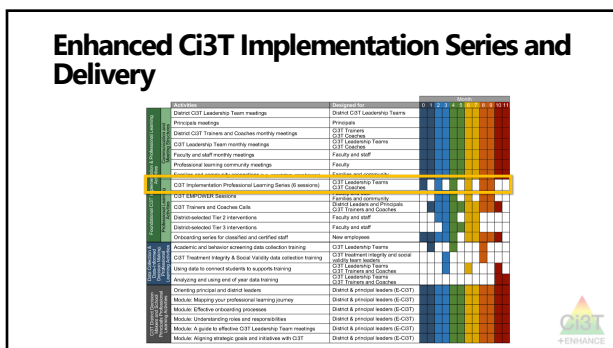 Enhanced Ci3T Implementation Series and
Delivery
Month
Activities Designed for 0 1 2 3 4 5 6 7 8 9 10 11
District Ci3T Leadership Team meetings District Ci3T Leadership Teams
Principals meetings Principals
District Ci3T Trainers and Coaches monthly meetings Ci3T Trainers
Ci3T Coaches
Ci3T Leadership Team monthly meetings Ci3T Leadership Teams
Ci3T Coaches
Faculty and staff monthly meetings Faculty and staff
Professional learning community meetings Faculty
Families and community
Ci3T Implementation Professional Learning Series (6 sessions) Ci3T Leadership Teams
Ci3T Coaches
Ci3T EMPOWER Sessions
Families and community
Ci3T Trainers and Coaches Calls District Leaders and Principals
Ci3T Trainers and Coaches
District-selected Tier 2 interventions Faculty and staff
District-selected Tier 3 interventions Faculty and staff
Onboarding series for classified and certified staff New employees
Academic and behavior screening data collection training Ci3T Leadership Teams
Ci3T Treatment Integrity & Social Validity data collection training Ci3T treatment integrity and social
validity team leaders
Using data to connect students to supports training Ci3T Leadership Teams
Ci3T Trainers and Coaches
Analyzing and using end of year data training Ci3T Leadership Teams
Ci3T Trainers and Coaches
Orienting principal and district leaders District & principal leaders (E-Ci3T)
Module: Mapping your professional learning journey District & principal leaders (E-Ci3T)
Module: Effective onboarding processes District & principal leaders (E-Ci3T)
Module: Understanding roles and responsibilities District & principal leaders (E-Ci3T)
Module: A guide to effective Ci3T Leadership Team meetings District & principal leaders (E-Ci3T)
Module: Aligning strategic goals and initiatives with Ci3T District & principal leaders (E-Ci3T)
Ci3T
+ENHANCE